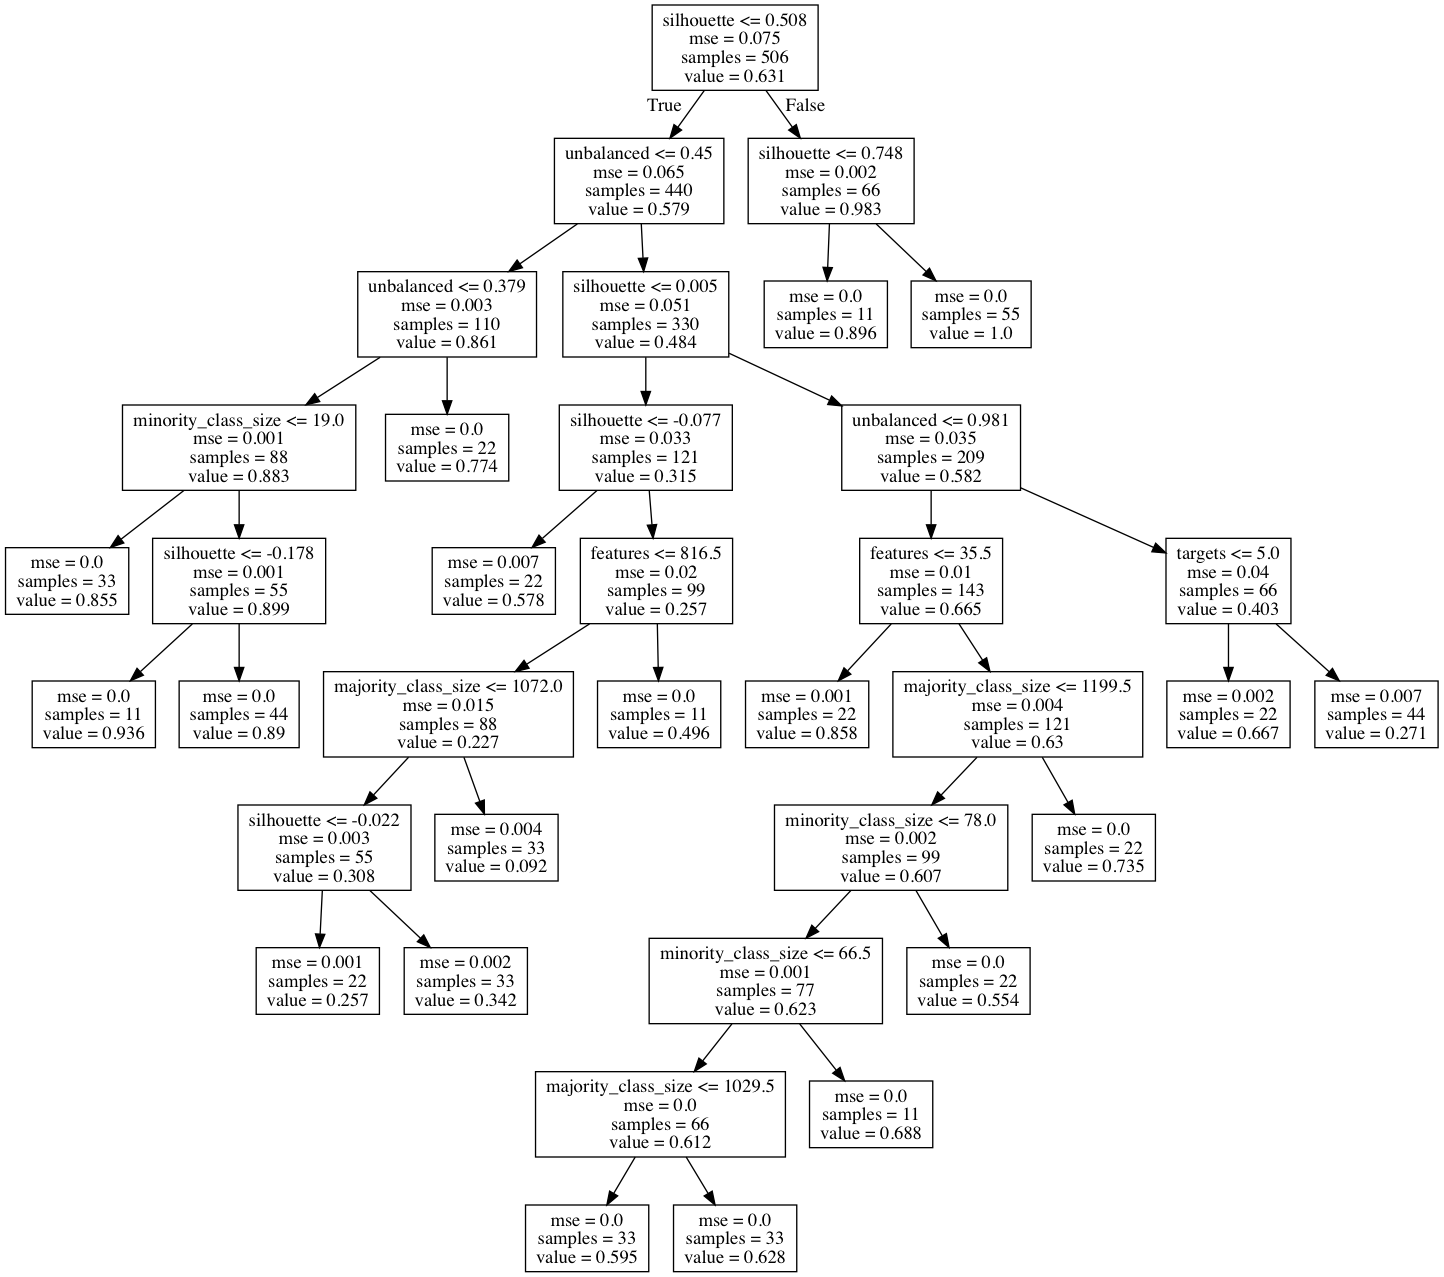 silhouette <= 0.508
mse = 0.075
samples = 506
value = 0.631
True
False
unbalanced <= 0.45
mse = 0.065
samples = 440
value = 0.579
silhouette <= 0.748
mse = 0.002
samples = 66
value = 0.983
unbalanced <= 0.379
mse = 0.003
samples = 110
value = 0.861
silhouette <= 0.005
mse = 0.051
samples = 330
value = 0.484
mse = 0.0
samples = 11
value = 0.896
mse = 0.0
samples = 55
value = 1.0
minority_class_size <= 19.0
mse = 0.001
samples = 88
value = 0.883
mse = 0.0
samples = 22
value = 0.774
silhouette <= -0.077
mse = 0.033
samples = 121
value = 0.315
unbalanced <= 0.981
mse = 0.035
samples = 209
value = 0.582
mse = 0.0
samples = 33
value = 0.855
silhouette <= -0.178
mse = 0.001
samples = 55
value = 0.899
mse = 0.007
samples = 22
value = 0.578
features <= 816.5
mse = 0.02
samples = 99
value = 0.257
features <= 35.5
mse = 0.01
samples = 143
value = 0.665
targets <= 5.0
mse = 0.04
samples = 66
value = 0.403
mse = 0.0
samples = 11
value = 0.936
mse = 0.0
samples = 44
value = 0.89
majority_class_size <= 1072.0
mse = 0.015
samples = 88
value = 0.227
mse = 0.0
samples = 11
value = 0.496
mse = 0.001
samples = 22
value = 0.858
majority_class_size <= 1199.5
mse = 0.004
samples = 121
value = 0.63
mse = 0.002
samples = 22
value = 0.667
mse = 0.007
samples = 44
value = 0.271
silhouette <= -0.022
mse = 0.003
samples = 55
value = 0.308
mse = 0.004
samples = 33
value = 0.092
minority_class_size <= 78.0
mse = 0.002
samples = 99
value = 0.607
mse = 0.0
samples = 22
value = 0.735
mse = 0.001
samples = 22
value = 0.257
mse = 0.002
samples = 33
value = 0.342
minority_class_size <= 66.5
mse = 0.001
samples = 77
value = 0.623
mse = 0.0
samples = 22
value = 0.554
majority_class_size <= 1029.5
mse = 0.0
samples = 66
value = 0.612
mse = 0.0
samples = 11
value = 0.688
mse = 0.0
samples = 33
value = 0.595
mse = 0.0
samples = 33
value = 0.628